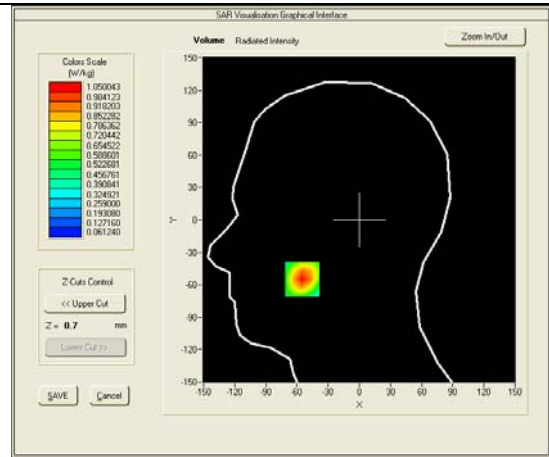 SAR Visualisation Graphical Interface
Volume Radiated Intensity
Zoom In/Out
Colors Scale
(W/kg)
1.050043
0.984123
0.918203
0.852282
0.786362
0.720442
0.654522
0.588601
0.522681
0.456761
0.390841
0.324921
0.259000
0.193080
0.127160
0.061240
Z Cuts Control
<< Upper Cut
Z = 0.7 mm
Lower Cut >>
SAVE Cancel
150
120
90
60
30
0
-30
-60
-90
-120
-150
Y
-150 -120 -90 -60 -30 0 30 60 90 120 150
X